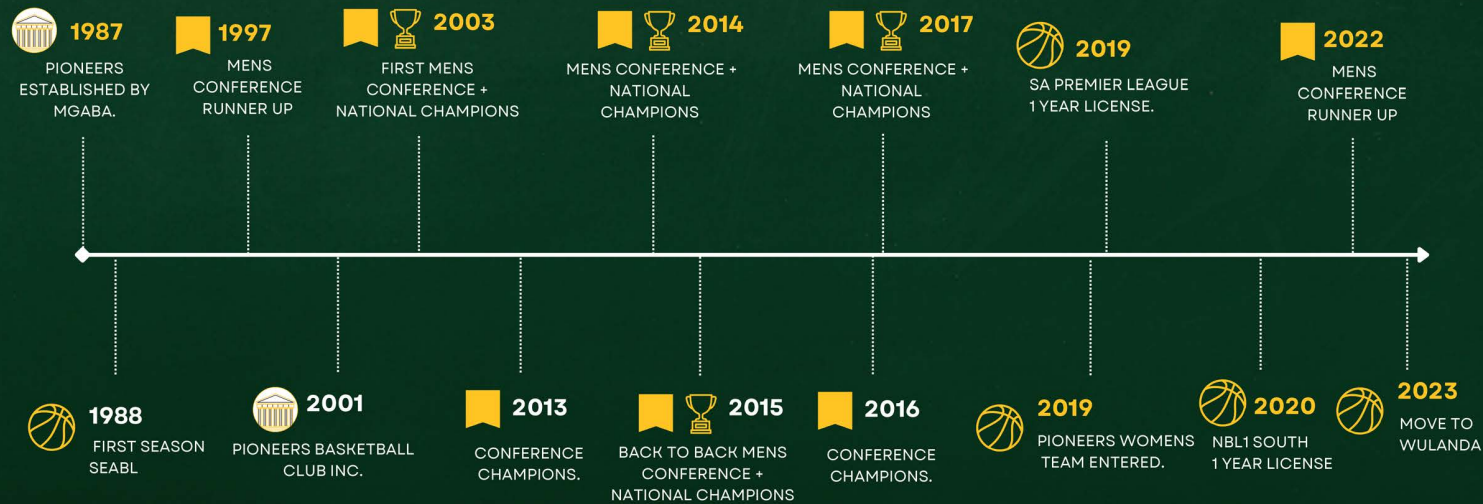 1987
PIONEERS
ESTABLISHED BY
MGABA.
1997
MENS
CONFERENCE
RUNNER UP
2003
FIRST MENS
CONFERENCE +
NATIONAL CHAMPIONS
2014
MENS CONFERENCE +
NATIONAL
CHAMPIONS
2017
MENS CONFERENCE +
NATIONAL
CHAMPIONS
2019
SA PREMIER LEAGUE
1 YEAR LICENSE.
2022
MENS
CONFERENCE
RUNNER UP
1988
FIRST SEASON
SEABL
2001
PIONEERS BASKETBALL
CLUB INC.
2013
CONFERENCE
CHAMPIONS.
2015
BACK TO BACK MENS
CONFERENCE +
NATIONAL CHAMPIONS
2016
CONFERENCE
CHAMPIONS.
2019
PIONEERS WOMENS
TEAM ENTERED.
2020
NBL1 SOUTH
1 YEAR LICENSE
2023
MOVE TO
WULANDA